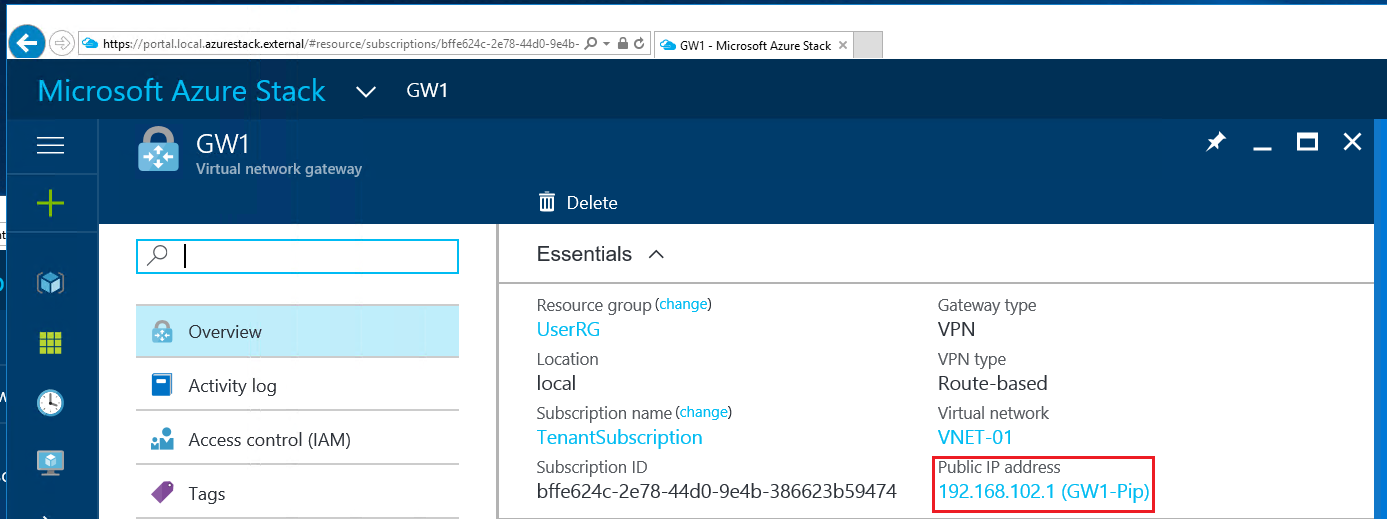 https://portal.local.azurestack.external/#resource/subscriptions/bffe624c-2e78-44d0-9e4b-
GW1 - Microsoft Azure Stack
Microsoft Azure Stack
GW1
GW1
Virtual network gateway
Delete
Essentials
Resource group (change)
UserRG
Gateway type
VPN
Overview
Location
local
VPN type
Route-based
Activity log
Subscription name (change)
TenantSubscription
Virtual network
VNET-01
Access control (IAM)
Subscription ID
bffe624c-2e78-44d0-9e4b-386623b59474
Public IP address
192.168.102.1 (GW1-Pip)
Tags